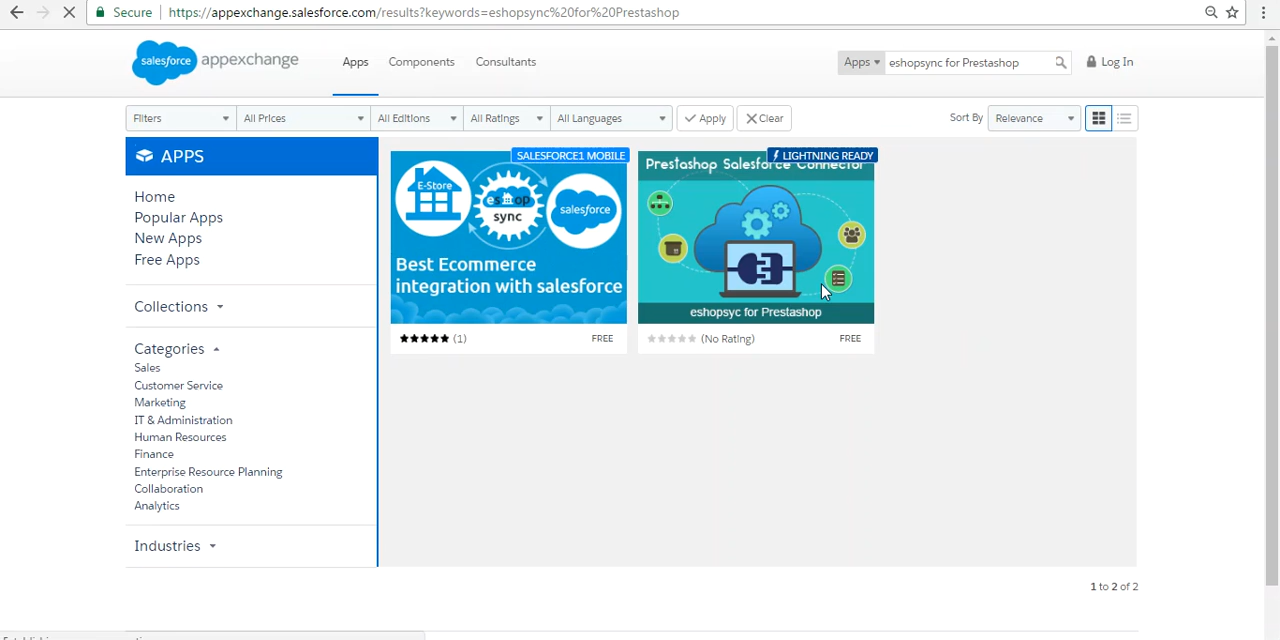 Secure https://appexchange.salesforce.com/results?keywords=eshopsync%20for%20Prestashop
salesforce appexchange Apps Components Consultants Apps eshopsync for Prestashop Log In
Filters All Prices All Editions All Ratings All Languages Apply Clear Sort By Relevance
APPS
Home
Popular Apps
New Apps
Free Apps
Collections
Categories
Sales
Customer Service
Marketing
IT & Administration
Human Resources
Finance
Enterprise Resource Planning
Collaboration
Analytics
Industries
SALESFORCE1 MOBILE
E-Store
eshop
sync
salesforce
Best Ecommerce
integration with salesforce
(1) FREE
LIGHTNING READY
Prestashop Salesforce Connector
eshopsyc for Prestashop
(No Rating) FREE
1 to 2 of 2